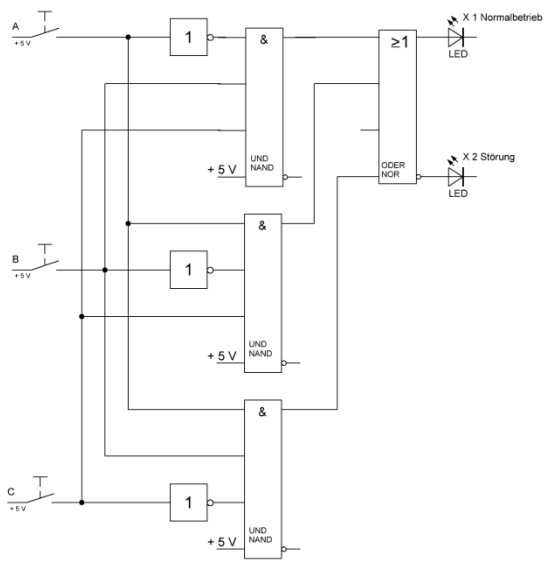 A
+ 5 V
1
&
≥1
X 1 Normalbetrieb
LED
+ 5 V
UND
NAND
ODER
NOR
X 2 Störung
LED
&
B
+ 5 V
1
+ 5 V
UND
NAND
&
C
+ 5 V
1
+ 5 V
UND
NAND